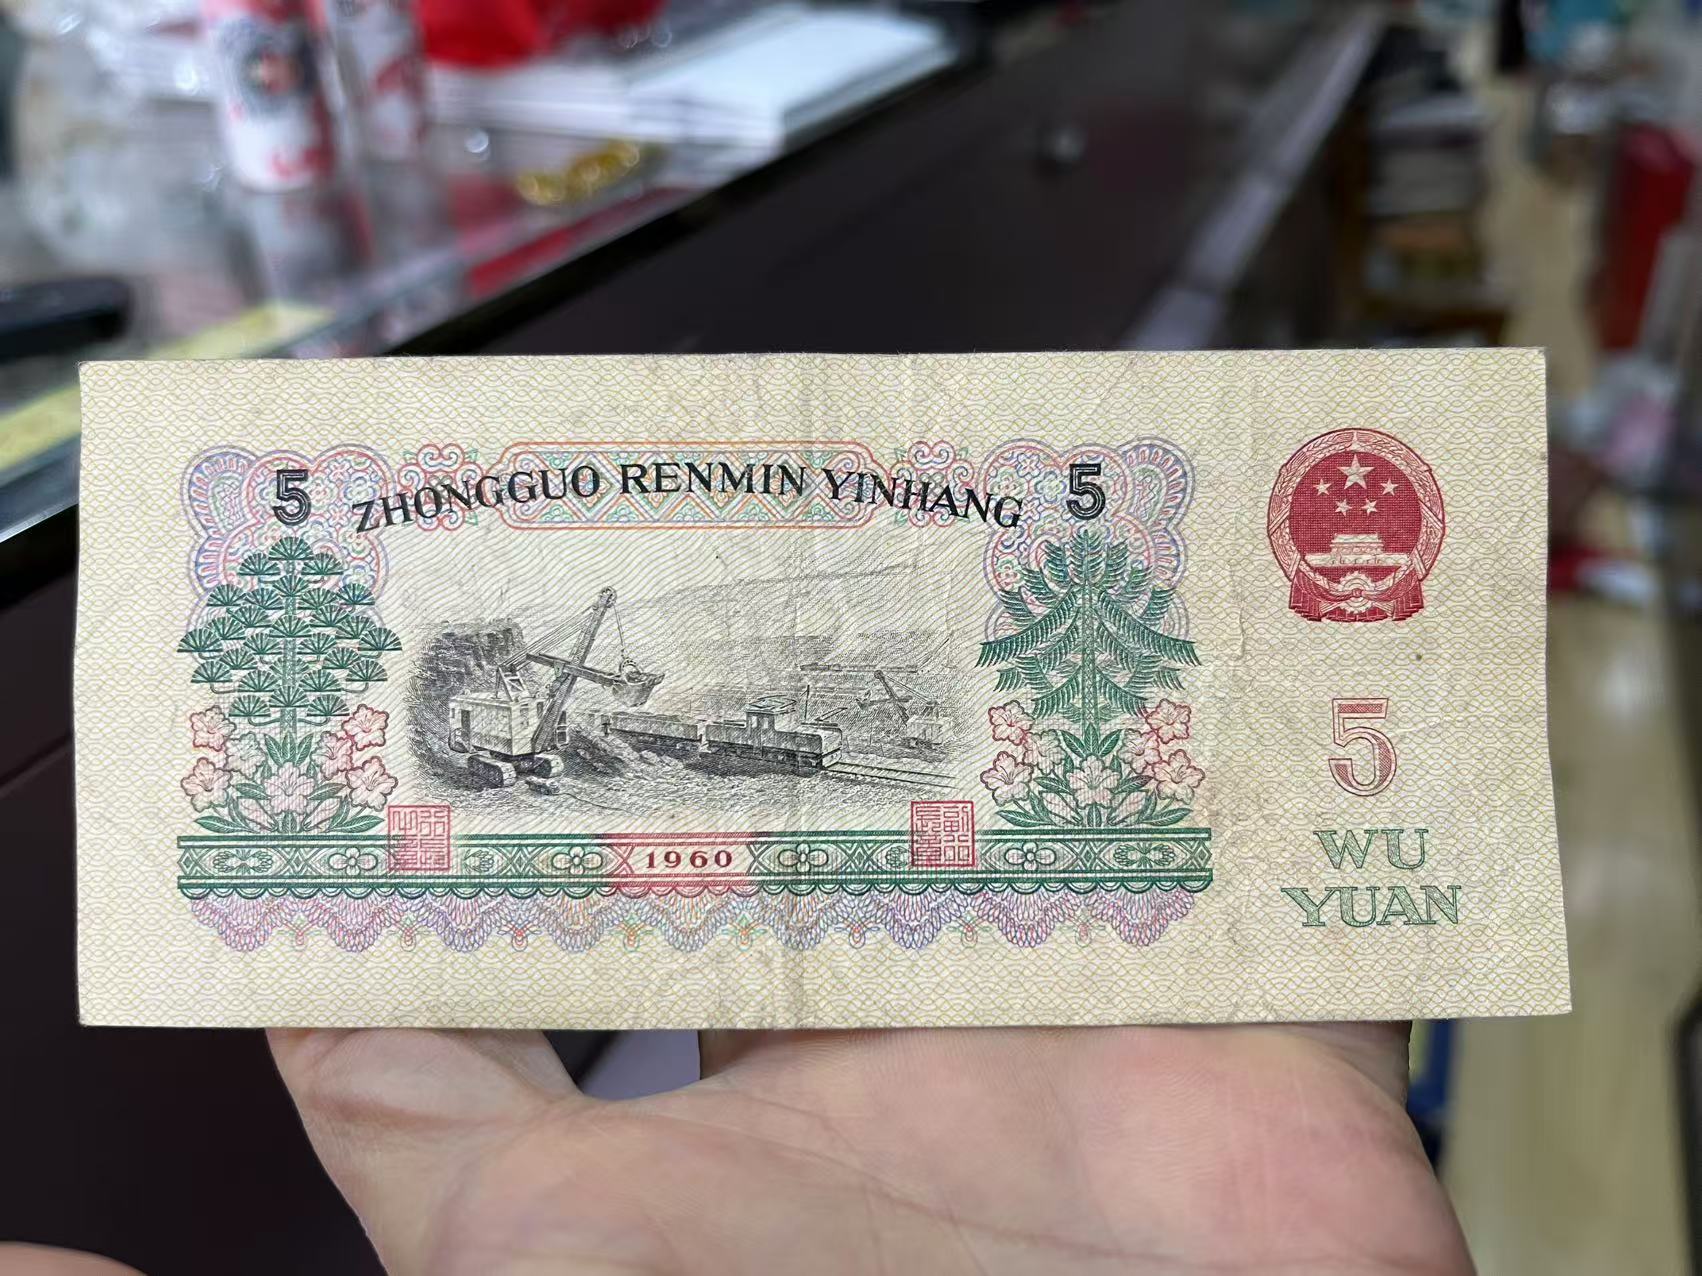 5 ZHONGGUO RENMIN YINHANG 5
1960
5
WU
YUAN